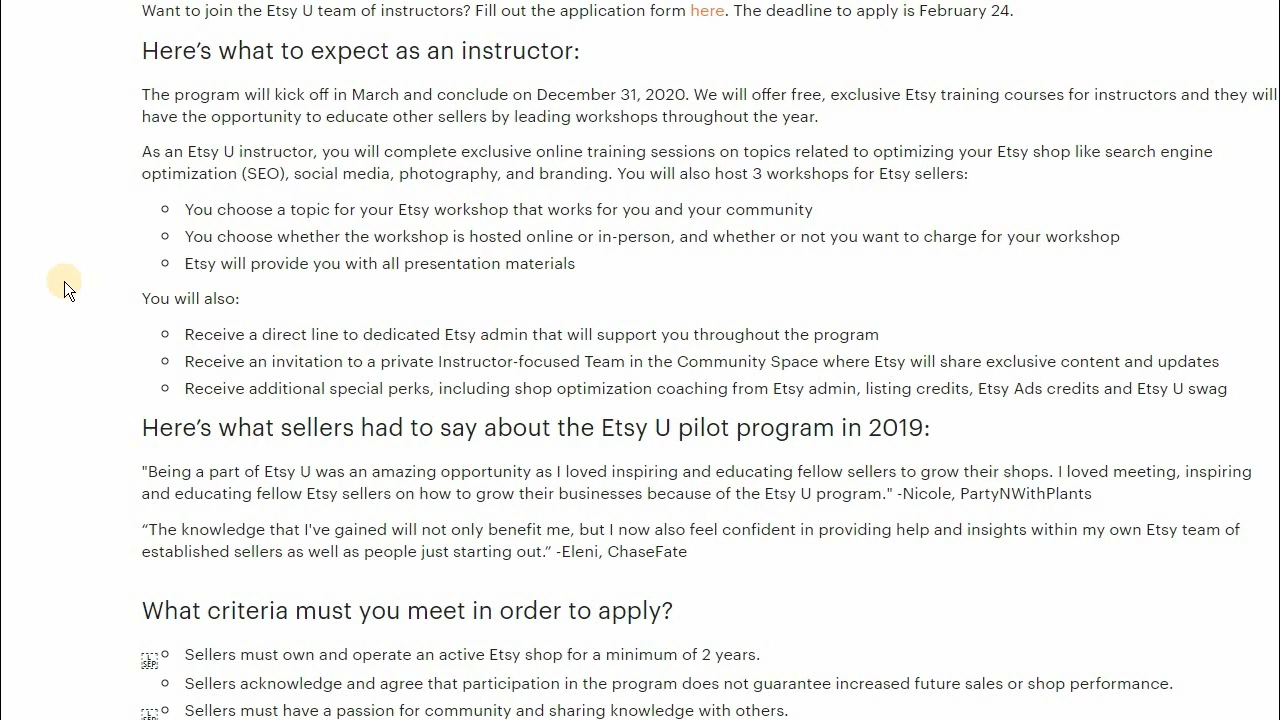 Want to join the Etsy U team of instructors? Fill out the application form here. The deadline to apply is February 24.
Here’s what to expect as an instructor:
The program will kick off in March and conclude on December 31, 2020. We will offer free, exclusive Etsy training courses for instructors and they will
have the opportunity to educate other sellers by leading workshops throughout the year.
As an Etsy U instructor, you will complete exclusive online training sessions on topics related to optimizing your Etsy shop like search engine
optimization (SEO), social media, photography, and branding. You will also host 3 workshops for Etsy sellers:
You choose a topic for your Etsy workshop that works for you and your community
You choose whether the workshop is hosted online or in-person, and whether or not you want to charge for your workshop
Etsy will provide you with all presentation materials
You will also:
Receive a direct line to dedicated Etsy admin that will support you throughout the program
Receive an invitation to a private Instructor-focused Team in the Community Space where Etsy will share exclusive content and updates
Receive additional special perks, including shop optimization coaching from Etsy admin, listing credits, Etsy Ads credits and Etsy U swag
Here’s what sellers had to say about the Etsy U pilot program in 2019:
"Being a part of Etsy U was an amazing opportunity as I loved inspiring and educating fellow sellers to grow their shops. I loved meeting, inspiring
and educating fellow Etsy sellers on how to grow their businesses because of the Etsy U program." -Nicole, PartyNWithPlants
“The knowledge that I've gained will not only benefit me, but I now also feel confident in providing help and insights within my own Etsy team of
established sellers as well as people just starting out.” -Eleni, ChaseFate
What criteria must you meet in order to apply?
L SEP Sellers must own and operate an active Etsy shop for a minimum of 2 years.
Sellers acknowledge and agree that participation in the program does not guarantee increased future sales or shop performance.
Sellers must have a passion for community and sharing knowledge with others.